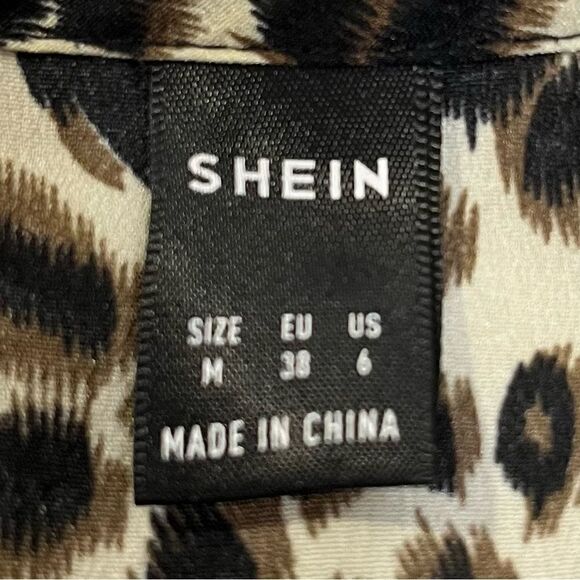 SHEIN
SIZE EU US
M 38 6
MADE IN CHINA